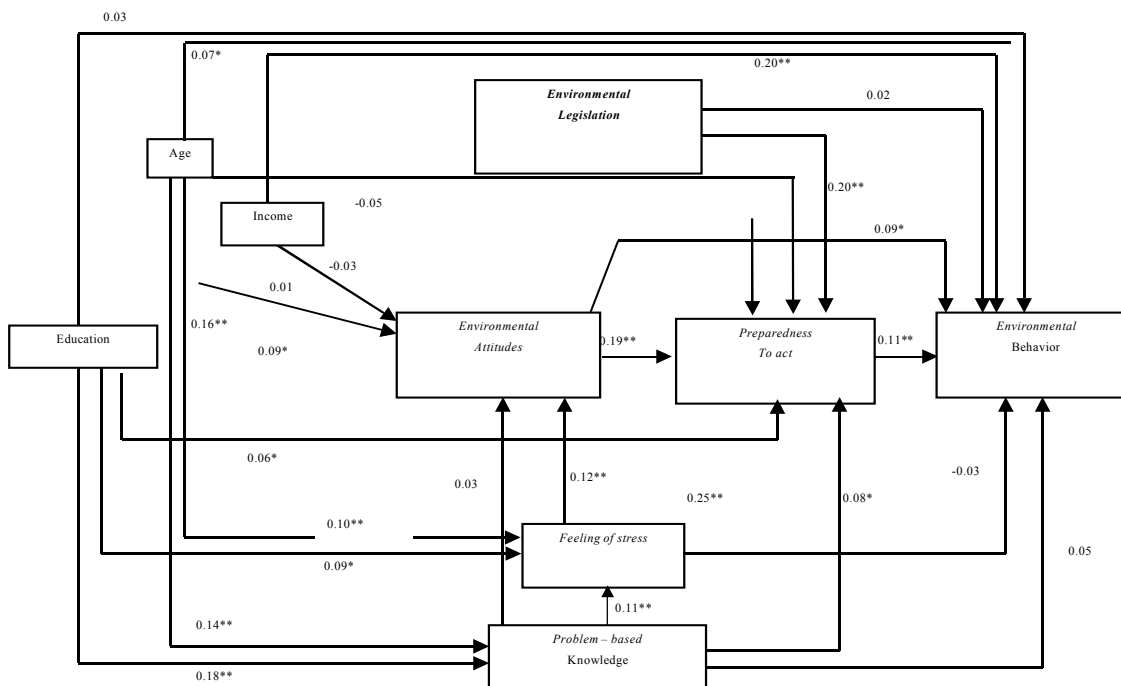 0.03
0.07*
0.20**
Environmental
Legislation
0.02
Age
0.20**
-0.05
Income
0.09*
-0.03
0.01
0.16**
Education
0.09*
Environmental
Attitudes
0.19**
Preparedness
To act
0.11**
Environmental
Behavior
0.06*
0.03
0.12**
0.25**
0.08*
-0.03
0.10**
Feeling of stress
0.09*
0.05
0.11**
0.14**
Problem – based
Knowledge
0.18**